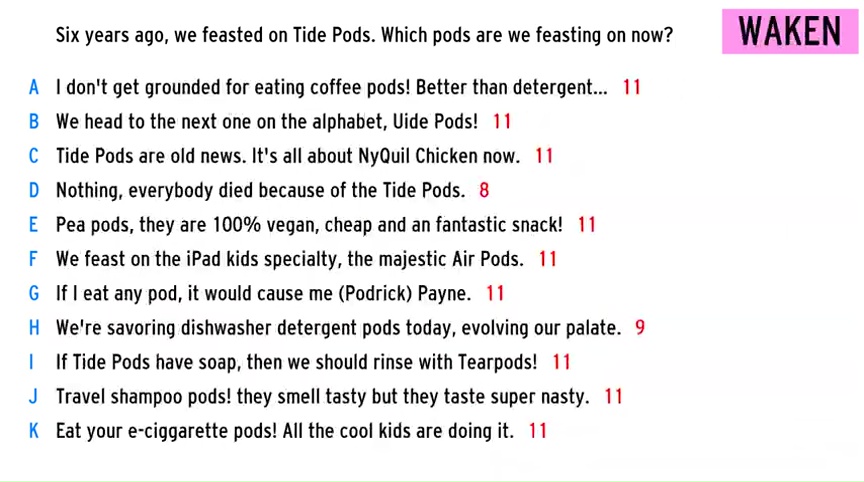 Six years ago, we feasted on Tide Pods. Which pods are we feasting on now?
WAKEN
A I don't get grounded for eating coffee pods! Better than detergent... 11
B We head to the next one on the alphabet, Uide Pods! 11
C Tide Pods are old news. It's all about NyQuil Chicken now. 11
D Nothing, everybody died because of the Tide Pods. 8
E Pea pods, they are 100% vegan, cheap and an fantastic snack! 11
F We feast on the iPad kids specialty, the majestic Air Pods. 11
G If I eat any pod, it would cause me (Podrick) Payne. 11
H We're savoring dishwasher detergent pods today, evolving our palate. 9
I If Tide Pods have soap, then we should rinse with Tearpods! 11
J Travel shampoo pods! they smell tasty but they taste super nasty. 11
K Eat your e-ciggarette pods! All the cool kids are doing it. 11